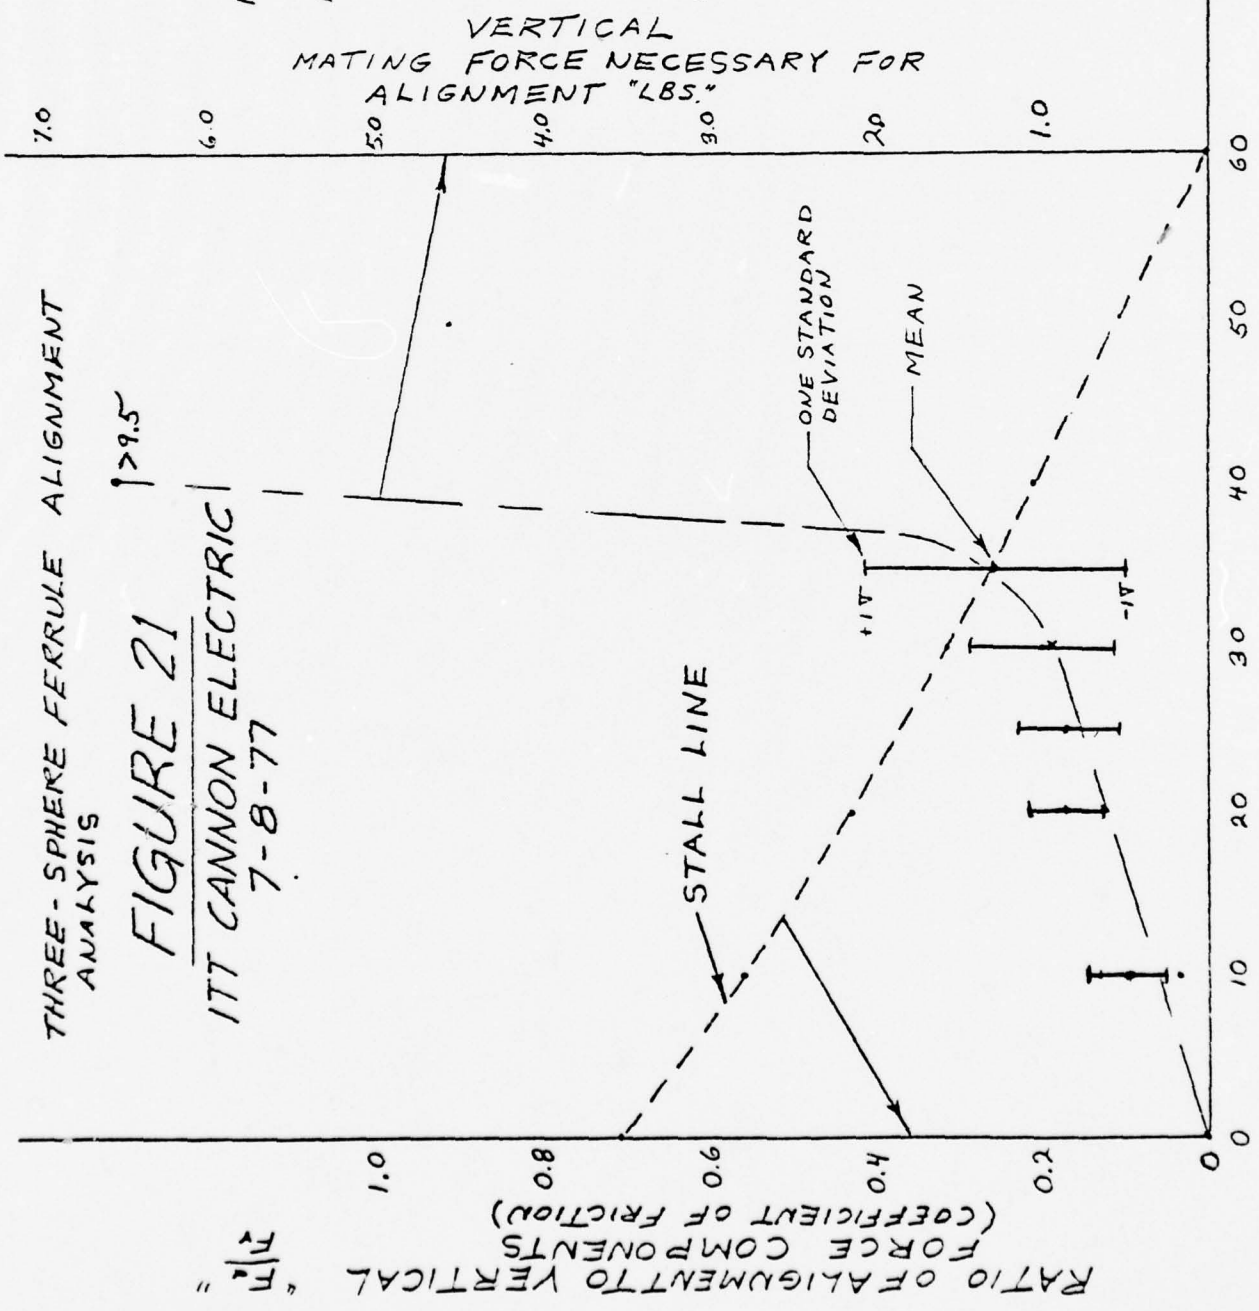 VERTICAL
MATING FORCE NECESSARY FOR
ALIGNMENT "LBS."
7.0
6.0
5.0
4.0
3.0
2.0
1.0
THREE-SPHERE FERRULE ALIGNMENT
ANALYSIS
FIGURE 21
ITT CANNON ELECTRIC
7-8-77
>9.5
ONE STANDARD
DEVIATION
MEAN
+1σ
-1σ
STALL LINE
1.0
0.8
0.6
0.4
0.2
0
0
10
20
30
40
50
60
RATIO OF ALIGNMENT TO VERTICAL
FORCE COMPONENTS
(COEFFICIENT OF FRICTION)